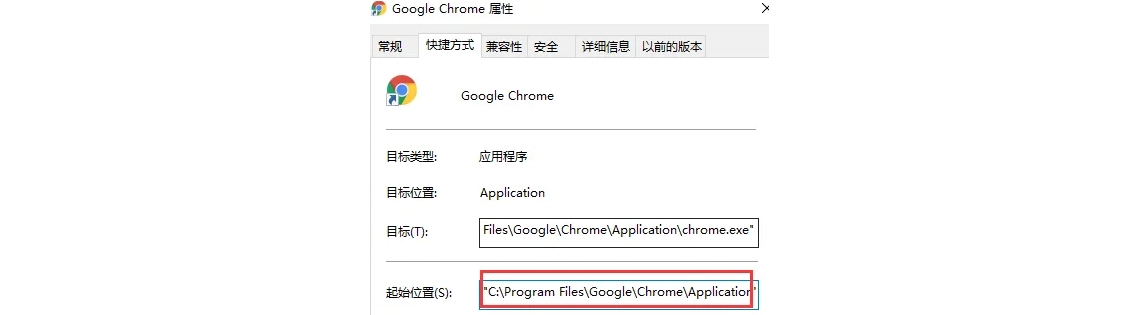 Google Chrome 属性
常规 快捷方式 兼容性 安全 详细信息 以前的版本
Google Chrome
目标类型: 应用程序
目标位置: Application
目标(T): Files\Google\Chrome\Application\chrome.exe"
起始位置(S): "C:\Program Files\Google\Chrome\Application"